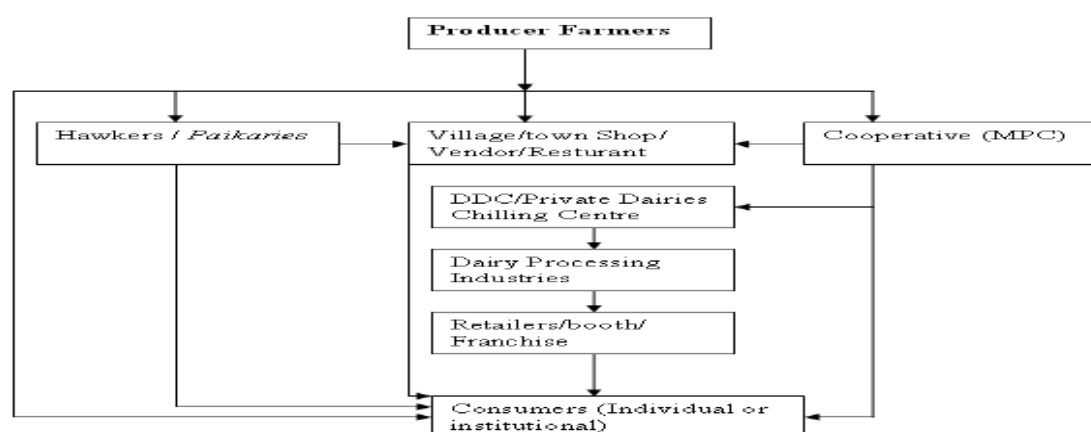 Producer Farmers
Hawkers / Paikaries
Village/town Shop/
Vendor/Resturant
Cooperative (MPC)
DDC/Private Dairies
Chilling Centre
Dairy Processing
Industries
Retailers/booth/
Franchise
Consumers (Individual or
institutional)